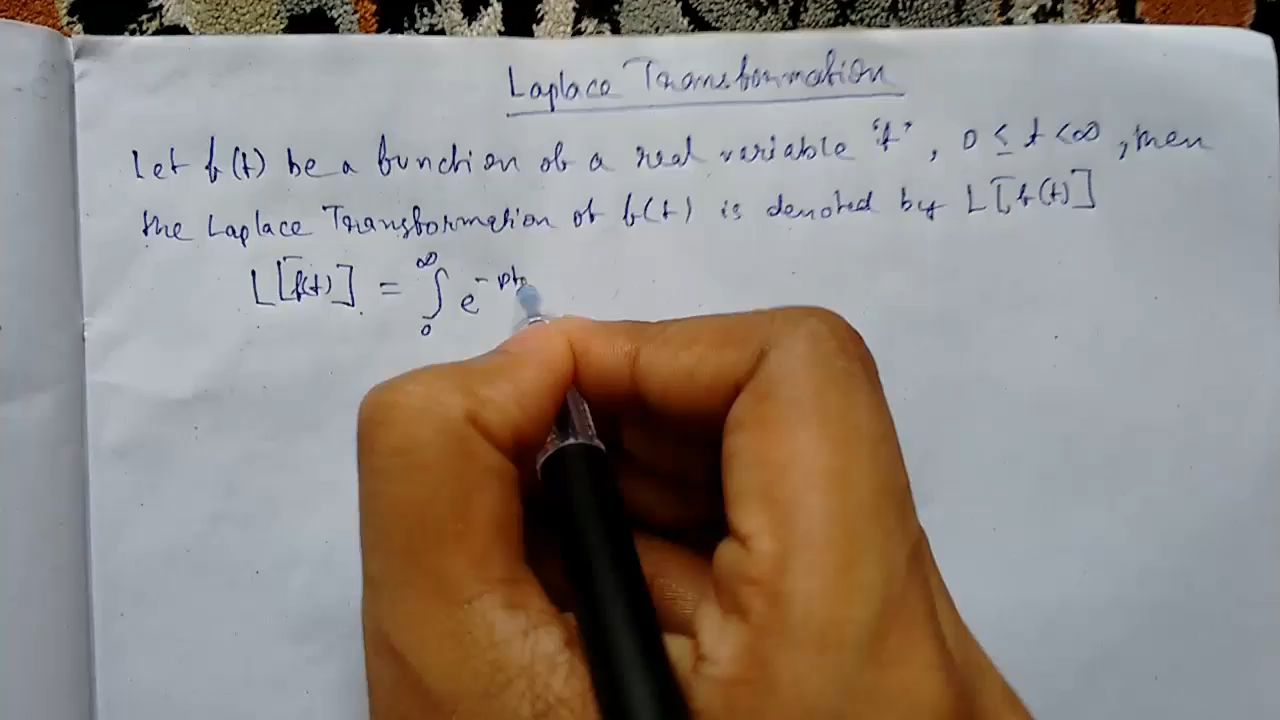 Laplace Transformation
Let f(t) be a function of a real variable 't', 0 ≤ t < ∞, then
the Laplace Transformation of f(t) is denoted by L[f(t)]
L[f(t)] = ∫₀^∞ e^{-pt}